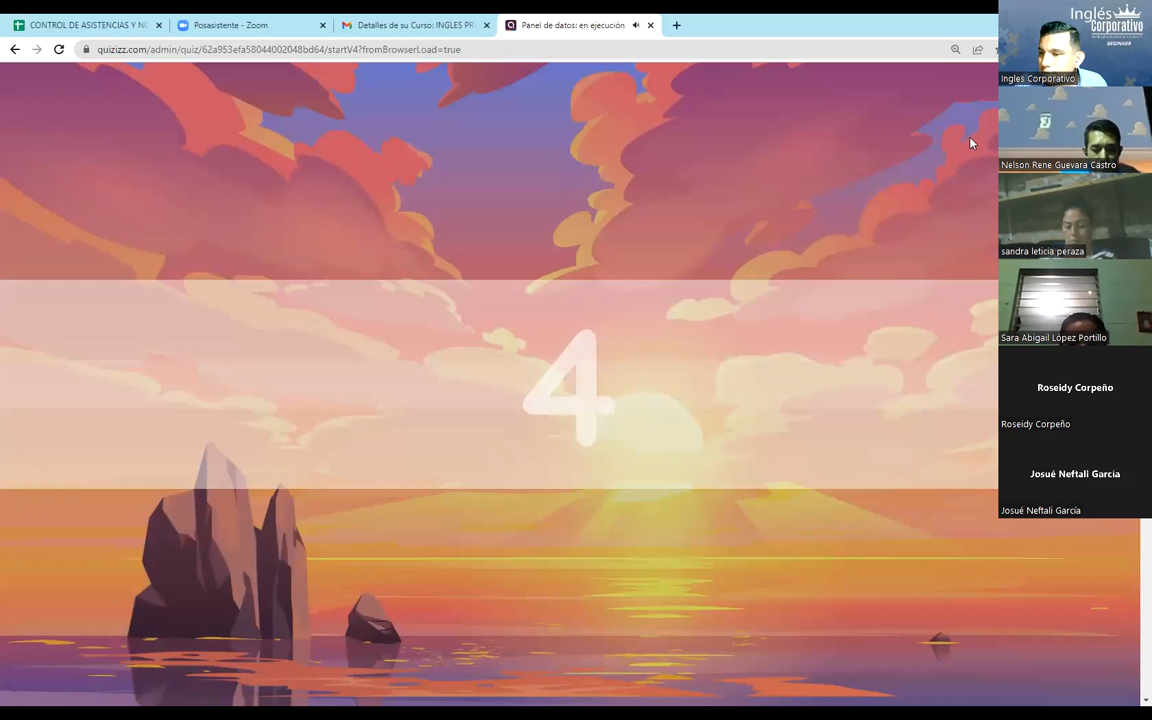 CONTROL DE ASISTENCIAS Y NO
Posasistente - Zoom
Detalles de su Curso: INGLES PR
Panel de datos: en ejecución
quizizz.com/admin/quiz/62a953efa58044002048bd64/startV4?fromBrowserLoad=true
4
Inglés
Corporativo
BEGINNER
Ingles Corporativo
Nelson Rene Guevara Castro
sandra leticia peraza
Sara Abigail López Portillo
Roseidy Corpeño
Roseidy Corpeño
Josué Neftali García
Josué Neftali García